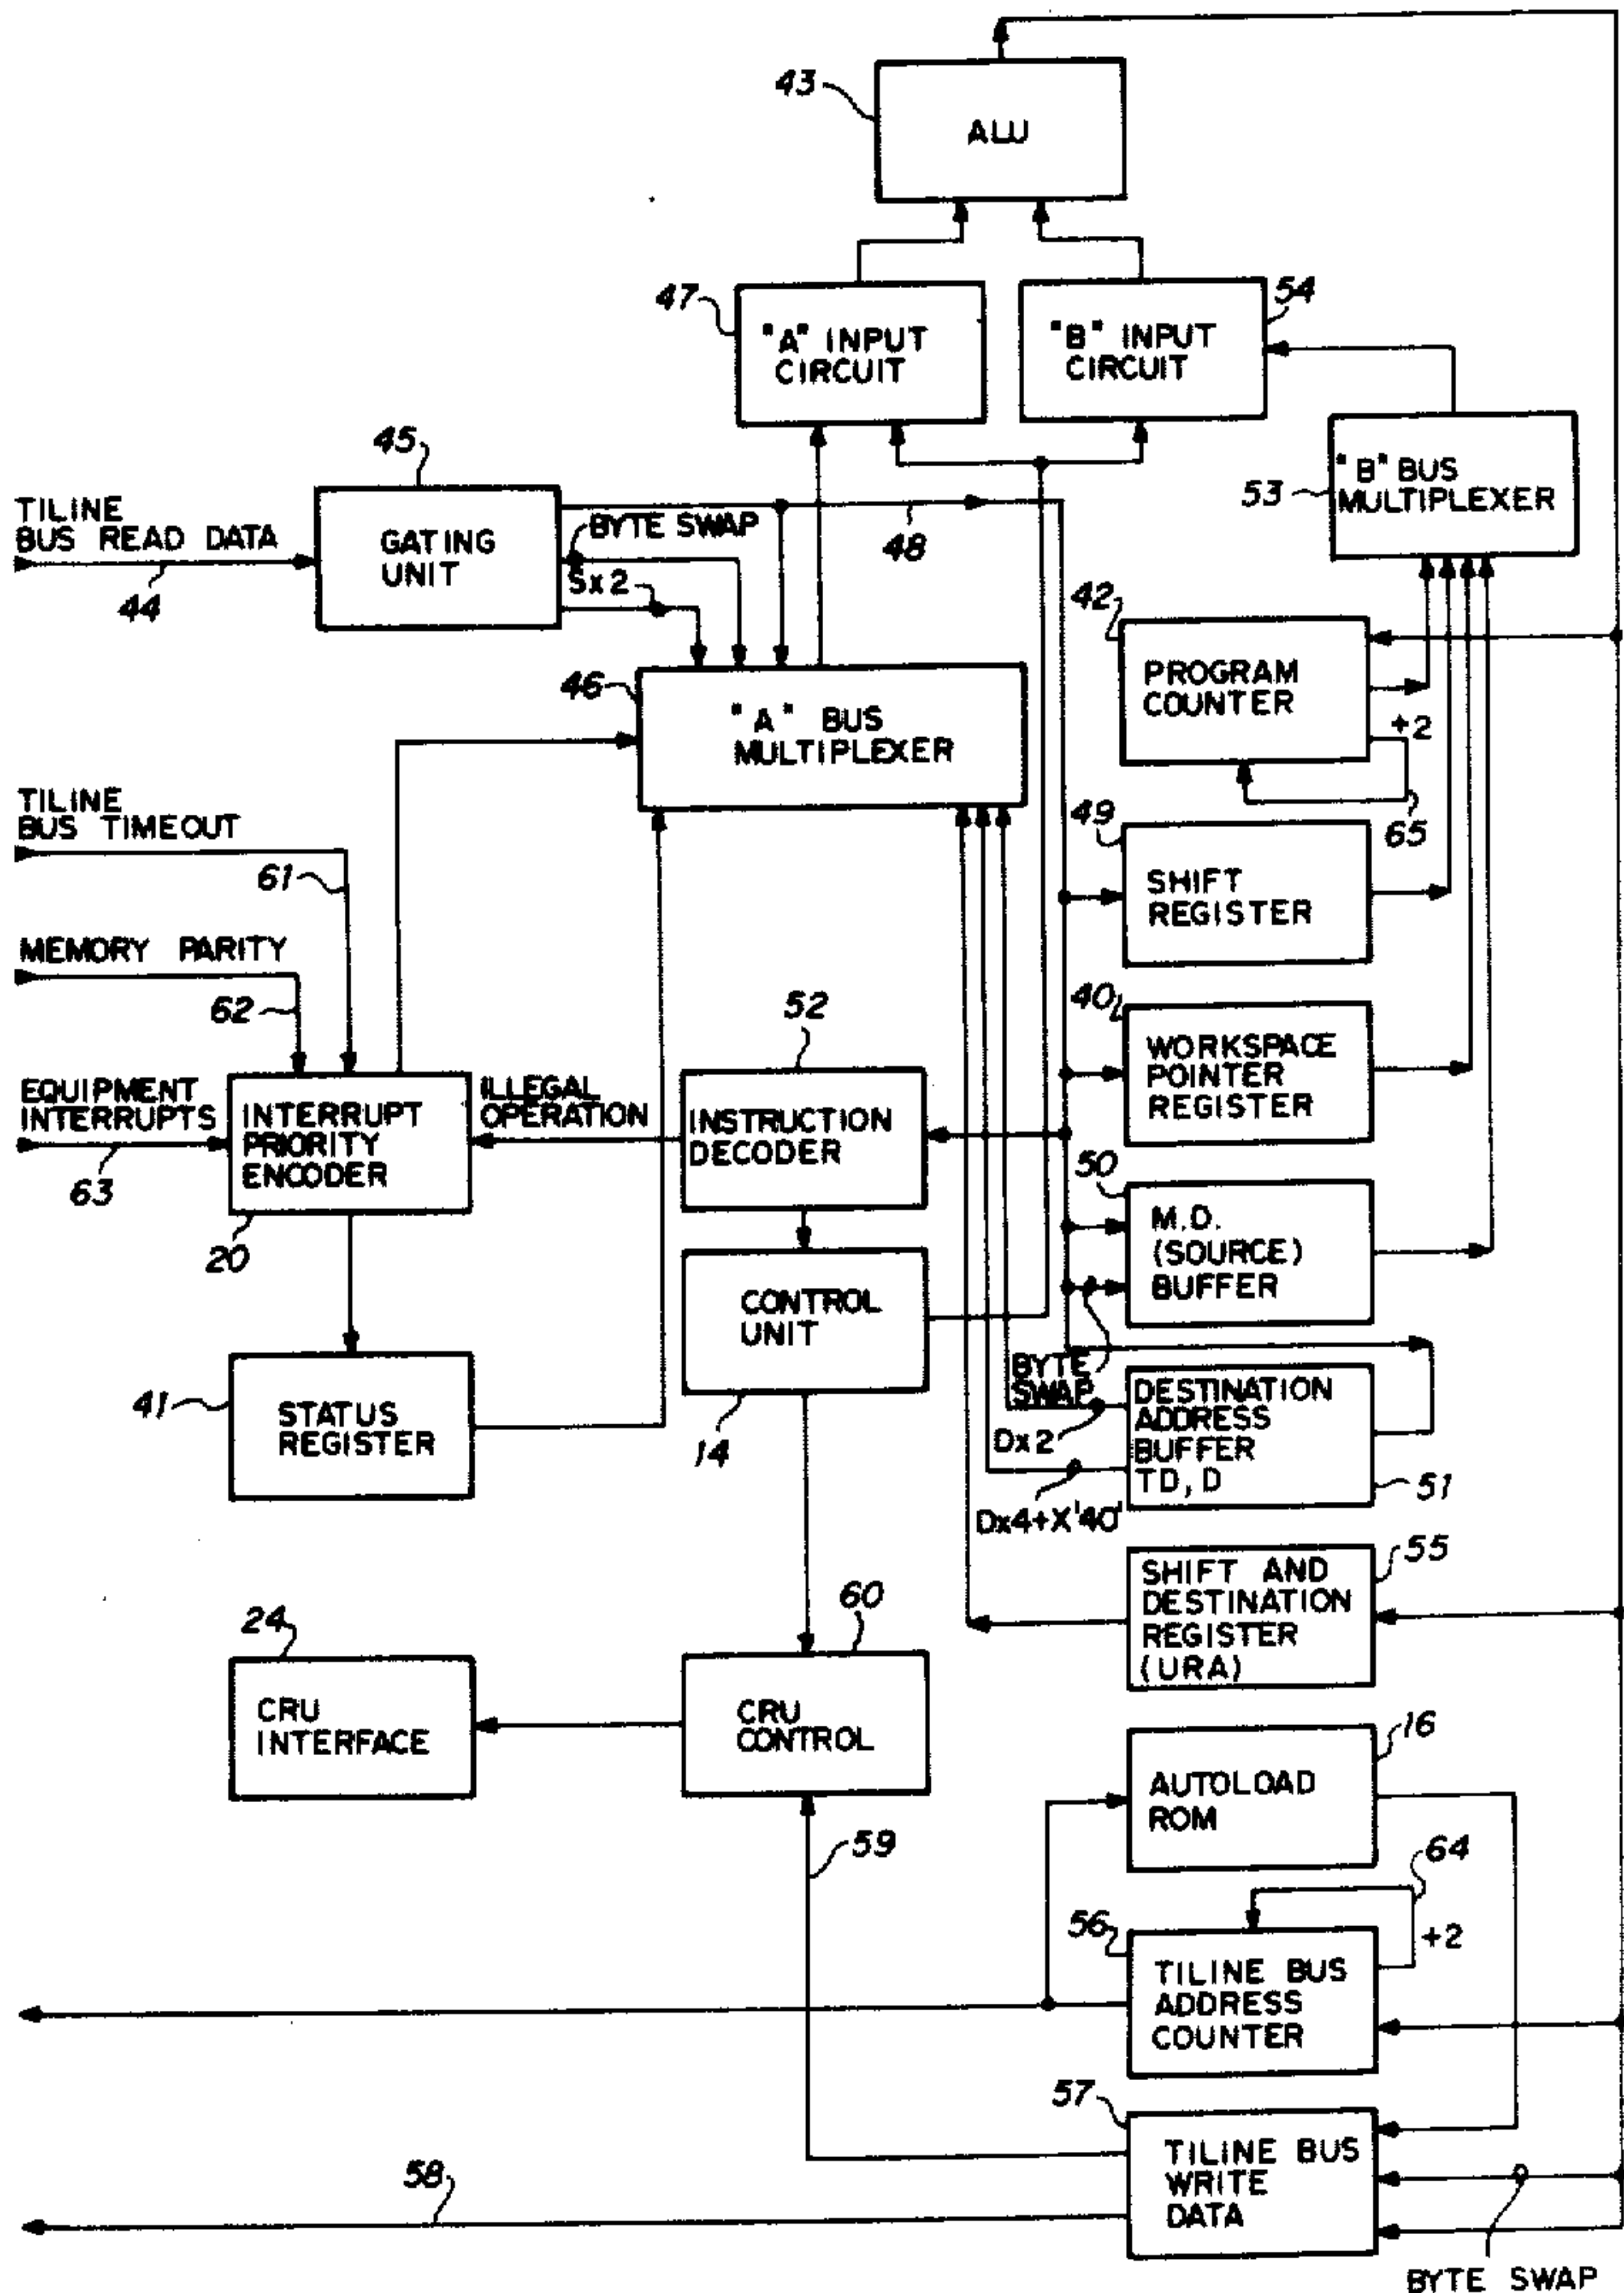 43
ALU
47
"A" INPUT
CIRCUIT
54
"B" INPUT
CIRCUIT
45
GATING
UNIT
TILINE
BUS READ DATA
44
BYTE SWAP
Sx2
48
53
"B" BUS
MULTIPLEXER
46
"A" BUS
MULTIPLEXER
42
PROGRAM
COUNTER
+2
65
TILINE
BUS TIMEOUT
61
49
SHIFT
REGISTER
MEMORY PARITY
62
40
WORKSPACE
POINTER
REGISTER
52
INSTRUCTION
DECODER
ILLEGAL
OPERATION
EQUIPMENT
INTERRUPTS
63
INTERRUPT
PRIORITY
ENCODER
20
50
M.D.
(SOURCE)
BUFFER
CONTROL
UNIT
14
BYTE
SWAP
41
STATUS
REGISTER
DESTINATION
ADDRESS
BUFFER
TD, D
51
Dx2
Dx4+X'40'
55
SHIFT AND
DESTINATION
REGISTER
(URA)
24
CRU
INTERFACE
60
CRU
CONTROL
16
AUTOLOAD
ROM
59
64
+2
56
TILINE BUS
ADDRESS
COUNTER
57
TILINE BUS
WRITE
DATA
58
BYTE SWAP